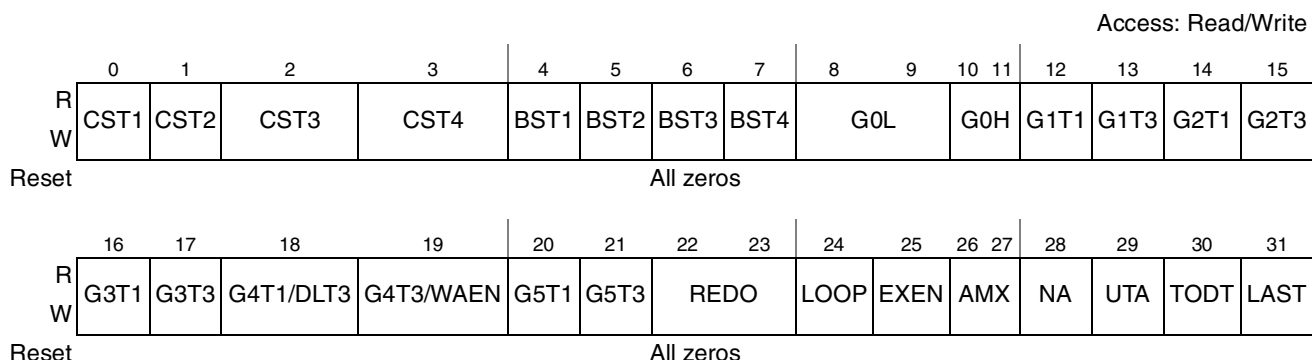 Access: Read/Write
0 1 2 3 4 5 6 7 8 9 10 11 12 13 14 15
R
W
CST1 CST2 CST3 CST4 BST1 BST2 BST3 BST4 G0L G0H G1T1 G1T3 G2T1 G2T3
Reset All zeros
16 17 18 19 20 21 22 23 24 25 26 27 28 29 30 31
R
W
G3T1 G3T3 G4T1/DLT3 G4T3/WAEN G5T1 G5T3 REDO LOOP EXEN AMX NA UTA TODT LAST
Reset All zeros